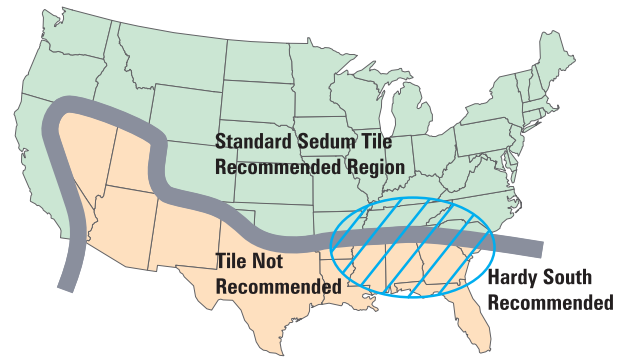 Standard Sedum Tile
Recommended Region
Tile Not
Recommended
Hardy South
Recommended